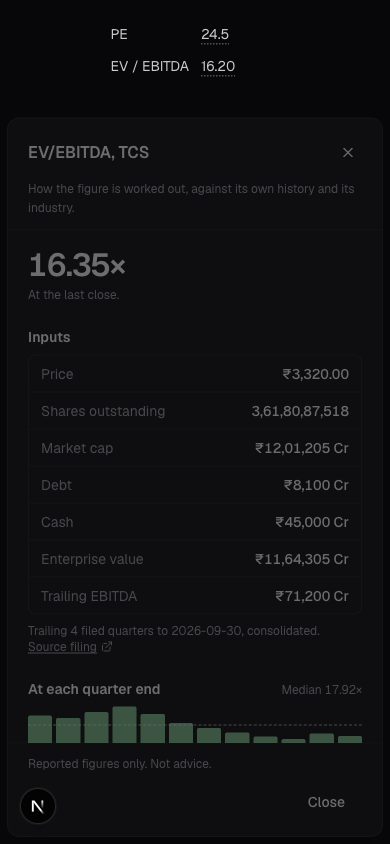 PE 24.5
EV / EBITDA 16.20
EV/EBITDA, TCS
How the figure is worked out, against its own history and its
industry.
16.35×
At the last close.
Inputs
Price ₹3,320.00
Shares outstanding 3,61,80,87,518
Market cap ₹12,01,205 Cr
Debt ₹8,100 Cr
Cash ₹45,000 Cr
Enterprise value ₹11,64,305 Cr
Trailing EBITDA ₹71,200 Cr
Trailing 4 filed quarters to 2026-09-30, consolidated.
Source filing
At each quarter end Median 17.92×
Reported figures only. Not advice.
N Close